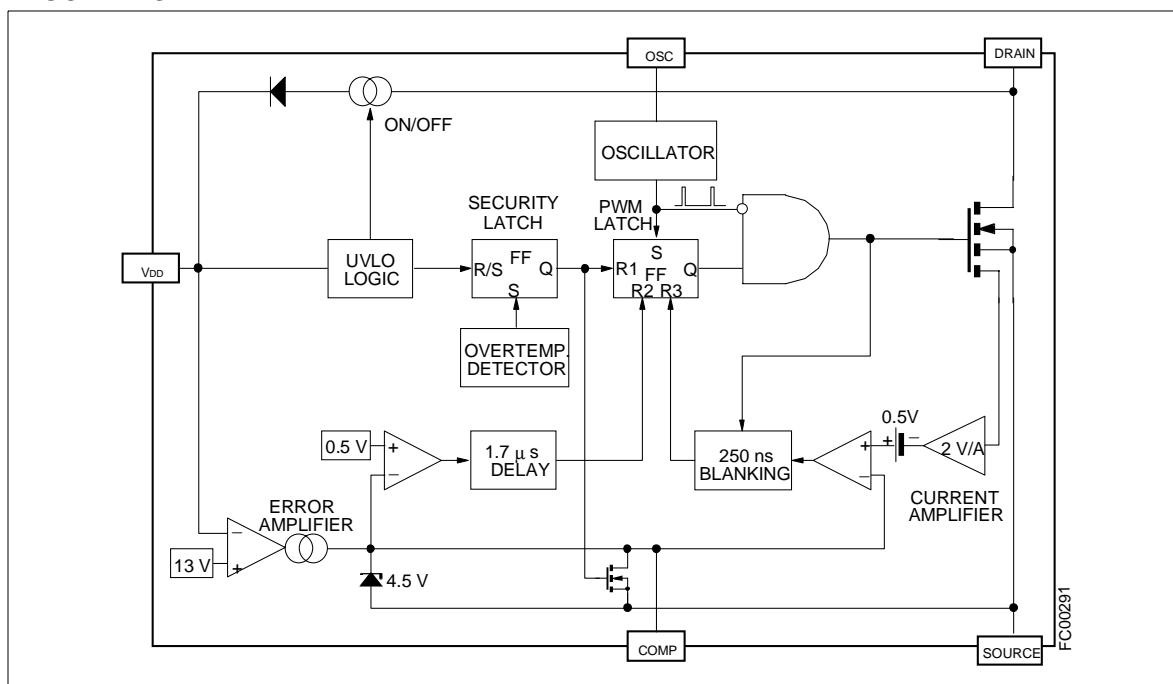 OSC
DRAIN
ON/OFF
OSCILLATOR
SECURITY
LATCH
PWM
LATCH
VDD
UVLO
LOGIC
R/S
FF
Q
S
R1
S
FF
Q
R2 R3
OVERTEMP.
DETECTOR
0.5 V
+
–
1.7 μ s
DELAY
250 ns
BLANKING
+
–
0.5V
+
–
2 V/A
CURRENT
AMPLIFIER
ERROR
AMPLIFIER
–
+
13 V
4.5 V
COMP
SOURCE
FC00291